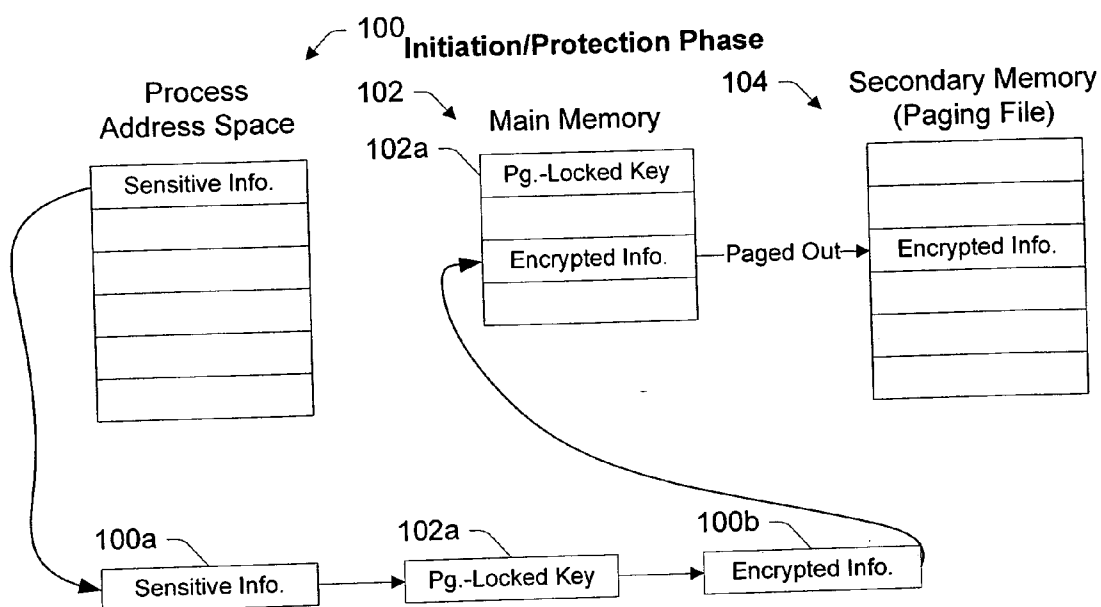 100
Initiation/Protection Phase
Process
Address Space
102
Main Memory
104
Secondary Memory
(Paging File)
102a
Sensitive Info.
Pg.-Locked Key
Encrypted Info.
Paged Out
Encrypted Info.
100a
Sensitive Info.
102a
Pg.-Locked Key
100b
Encrypted Info.